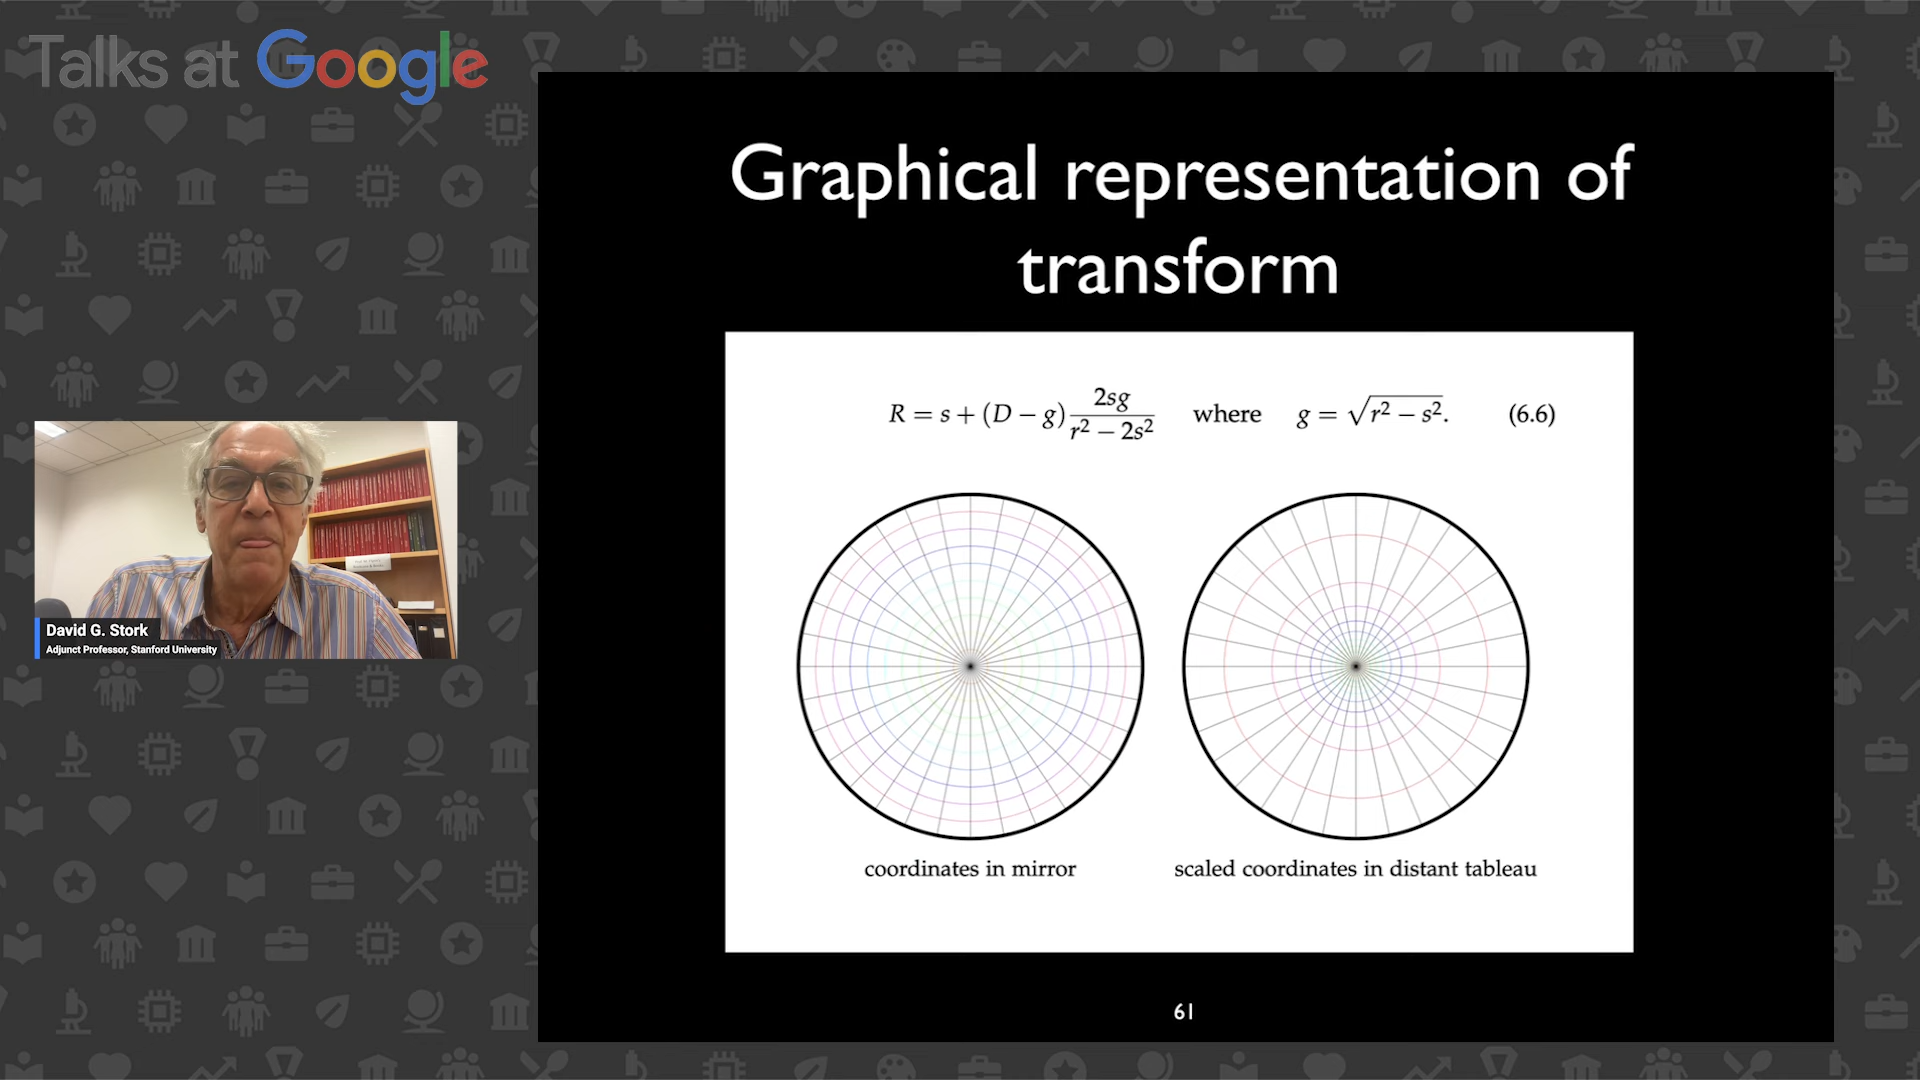 Talks at Google
Graphical representation of
transform
R = s + (D − g) 2sg / r² − 2s² where g = √r² − s². (6.6)
coordinates in mirror
scaled coordinates in distant tableau
61
David G. Stork
Adjunct Professor, Stanford University